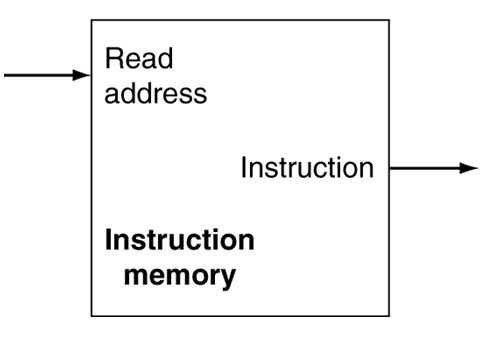 Read
address
Instruction
Instruction
memory